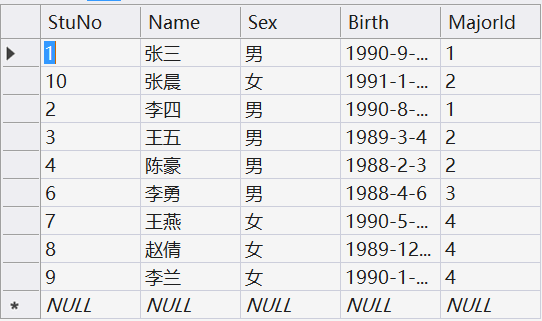 StuNo Name Sex Birth MajorId
1 张三 男 1990-9-... 1
10 张晨 女 1991-1-... 2
2 李四 男 1990-8-... 1
3 王五 男 1989-3-4 2
4 陈豪 男 1988-2-3 2
6 李勇 男 1988-4-6 3
7 王燕 女 1990-5-... 4
8 赵倩 女 1989-12... 4
9 李兰 女 1990-1-... 4
* NULL NULL NULL NULL NULL